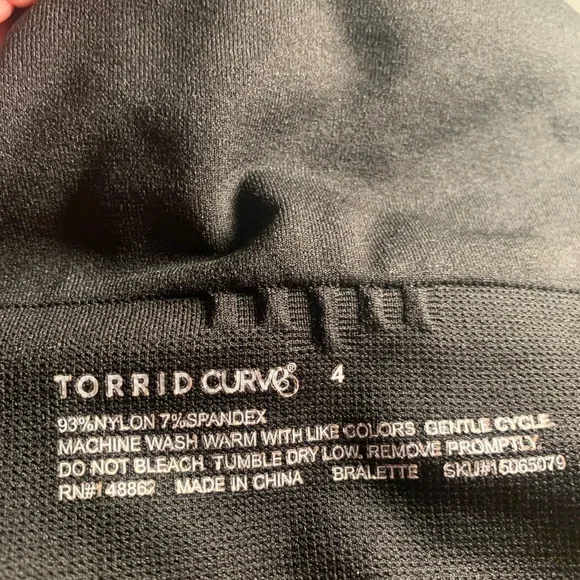 TORRID CURVE® 4
93%NYLON 7%SPANDEX
MACHINE WASH WARM WITH LIKE COLORS. GENTLE CYCLE.
DO NOT BLEACH. TUMBLE DRY LOW. REMOVE PROMPTLY.
RN#148862 MADE IN CHINA BRALETTE SKU#15065079